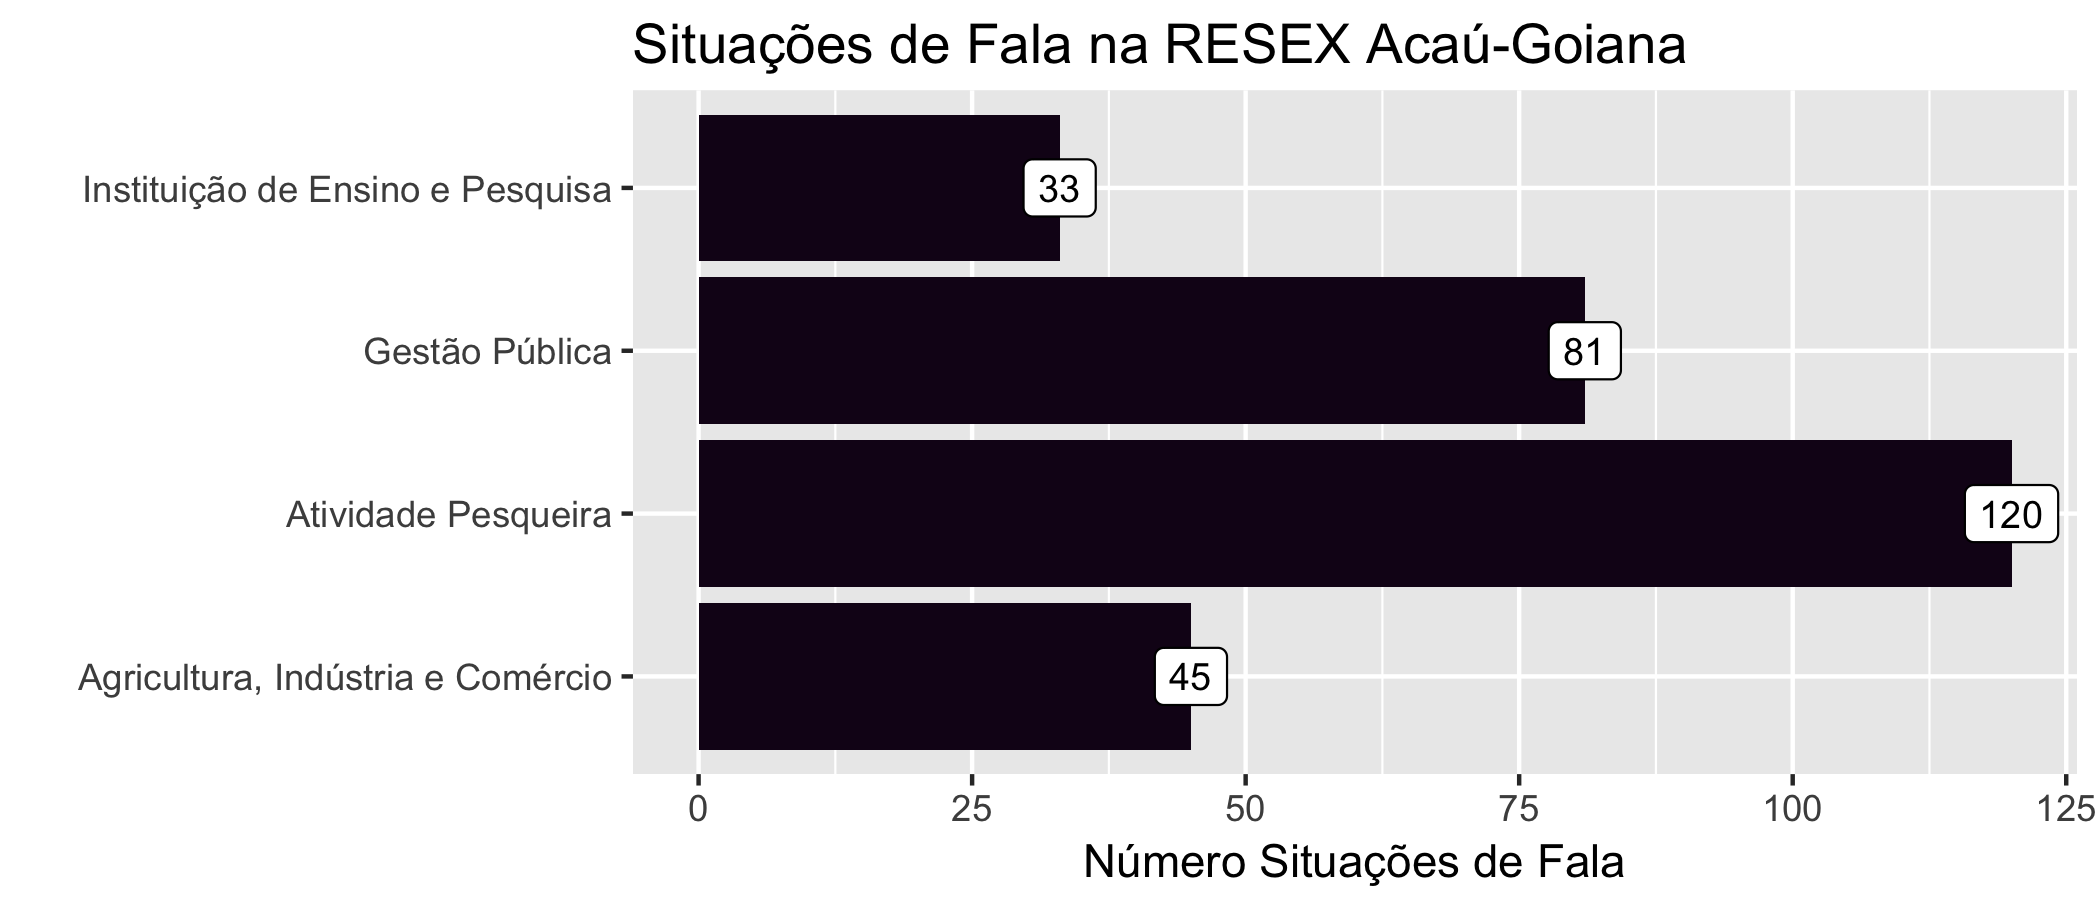 Situações de Fala na RESEX Acaú-Goiana
Instituição de Ensino e Pesquisa
33
Gestão Pública
81
Atividade Pesqueira
120
Agricultura, Indústria e Comércio
45
0 25 50 75 100 125
Número Situações de Fala